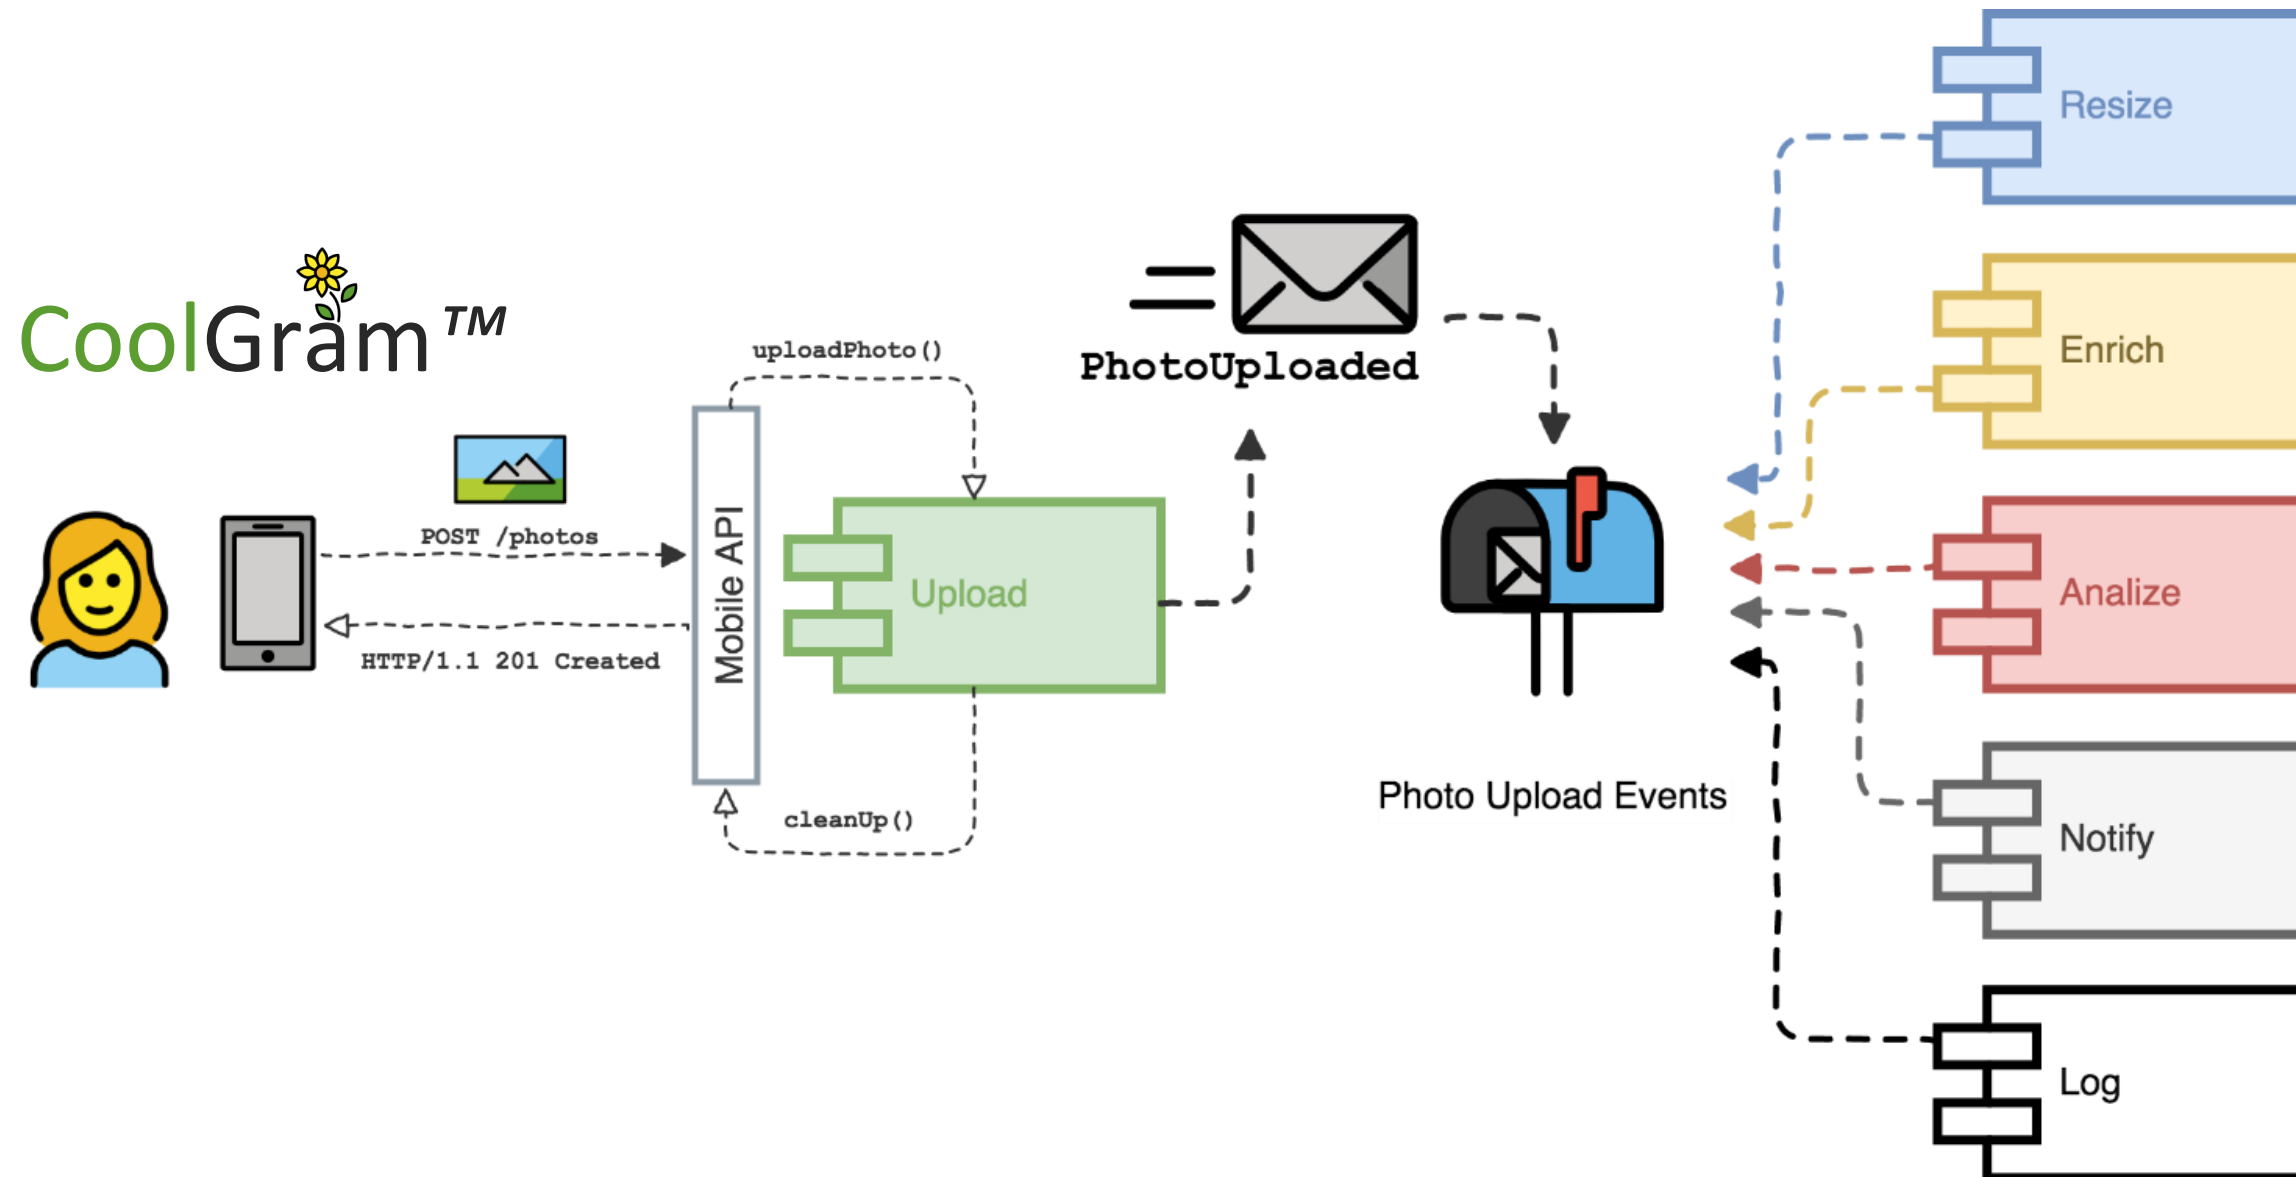 CoolGram™
uploadPhoto()
POST /photos
HTTP/1.1 201 Created
Mobile API
Upload
cleanUp()
PhotoUploaded
Photo Upload Events
Resize
Enrich
Analize
Notify
Log